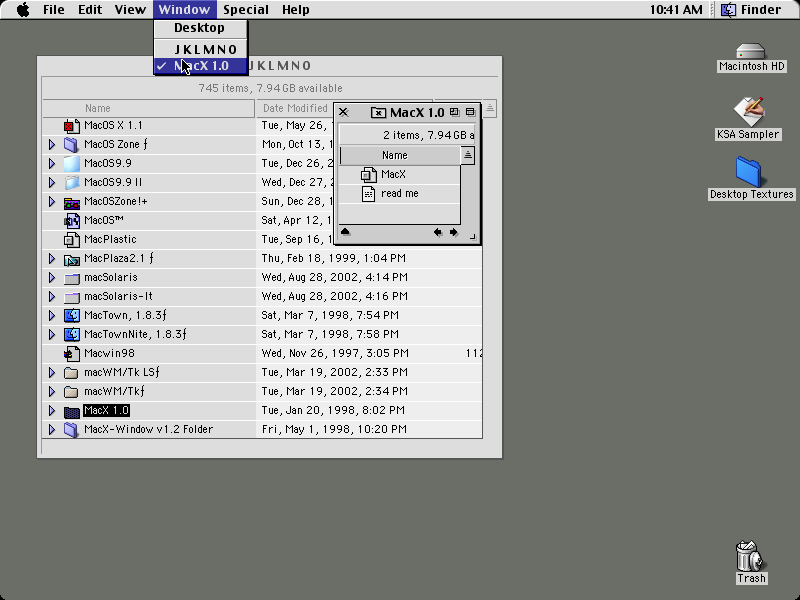 File Edit View Window Special Help 10:41 AM Finder
Desktop
J K L M N O
✓ MacX 1.0
J K L M N O
745 items, 7.94 GB available
Name Date Modified
MacOS X 1.1 Tue, May 26, 1
MacOS Zone ƒ Mon, Oct 13, 1
MacOS9.9 Tue, Dec 26, 2
MacOS9.9 II Wed, Dec 27, 2
MacOSZone!+ Sun, Dec 28, 1
MacOS™ Sat, Apr 12, 1
MacPlastic Tue, Sep 16, 1
MacPlaza2.1 ƒ Thu, Feb 18, 1999, 1:04 PM
macSolaris Wed, Aug 28, 2002, 4:14 PM
macSolaris-lt Wed, Aug 28, 2002, 4:16 PM
MacTown, 1.8.3ƒ Sat, Mar 7, 1998, 7:54 PM
MacTownNite, 1.8.3ƒ Sat, Mar 7, 1998, 7:58 PM
Macwin98 Wed, Nov 26, 1997, 3:05 PM 112
macWM/Tk LSƒ Tue, Mar 19, 2002, 2:33 PM
macWM/Tkƒ Tue, Mar 19, 2002, 2:34 PM
MacX 1.0 Tue, Jan 20, 1998, 8:02 PM
MacX-Window v1.2 Folder Fri, May 1, 1998, 10:20 PM
MacX 1.0
2 items, 7.94 GB a
Name
MacX
read me
Macintosh HD
KSA Sampler
Desktop Textures
Trash